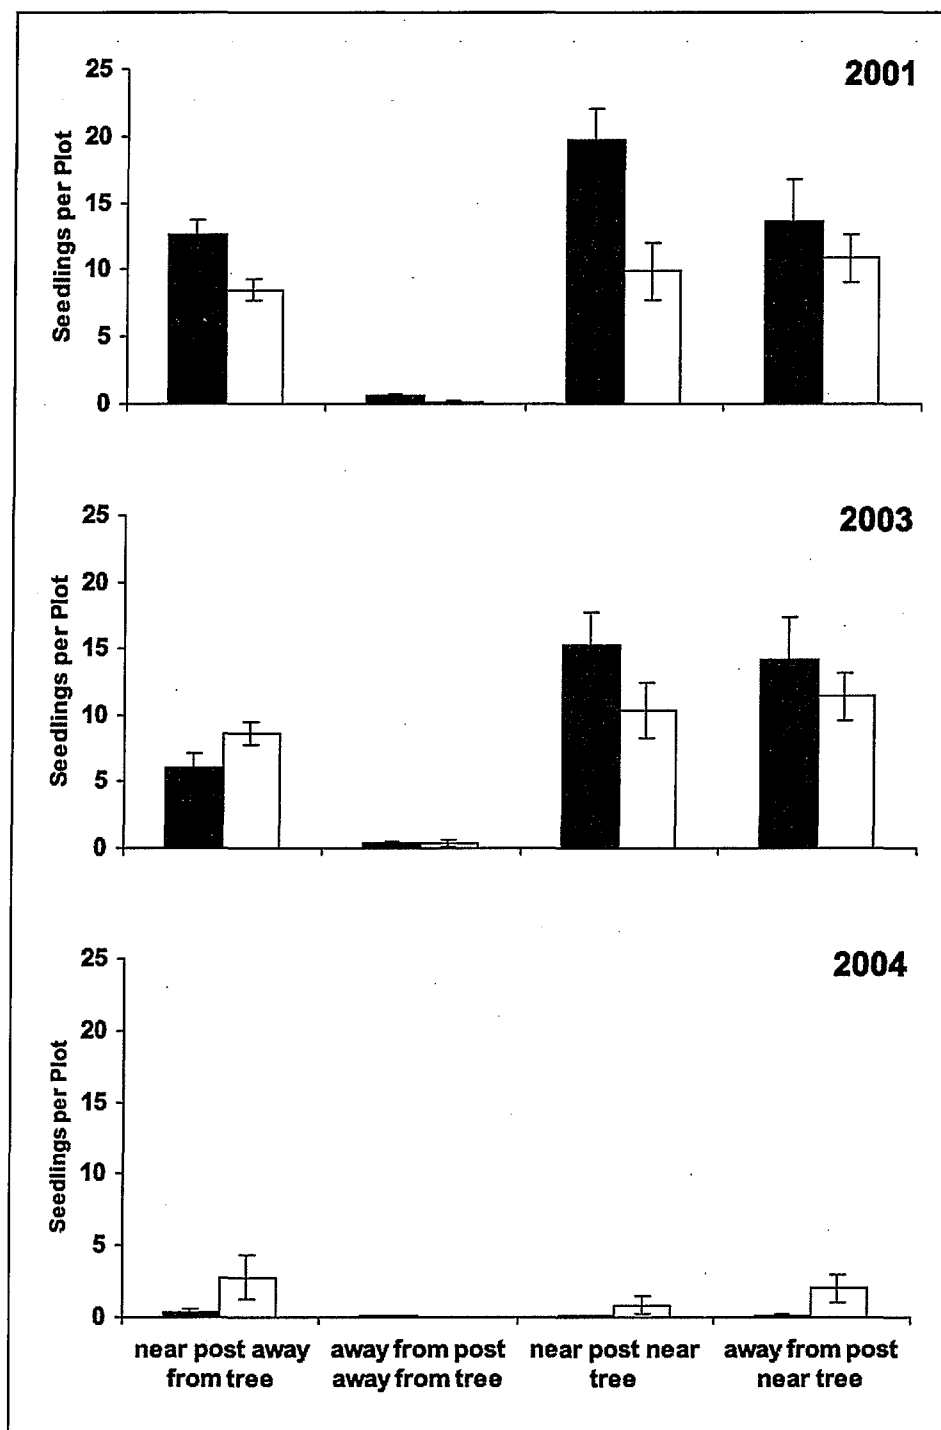 2001
Seedlings per Plot
25
20
15
10
5
0
2003
Seedlings per Plot
25
20
15
10
5
0
2004
Seedlings per Plot
25
20
15
10
5
0
near post away
from tree
away from post
away from tree
near post near
tree
away from post
near tree